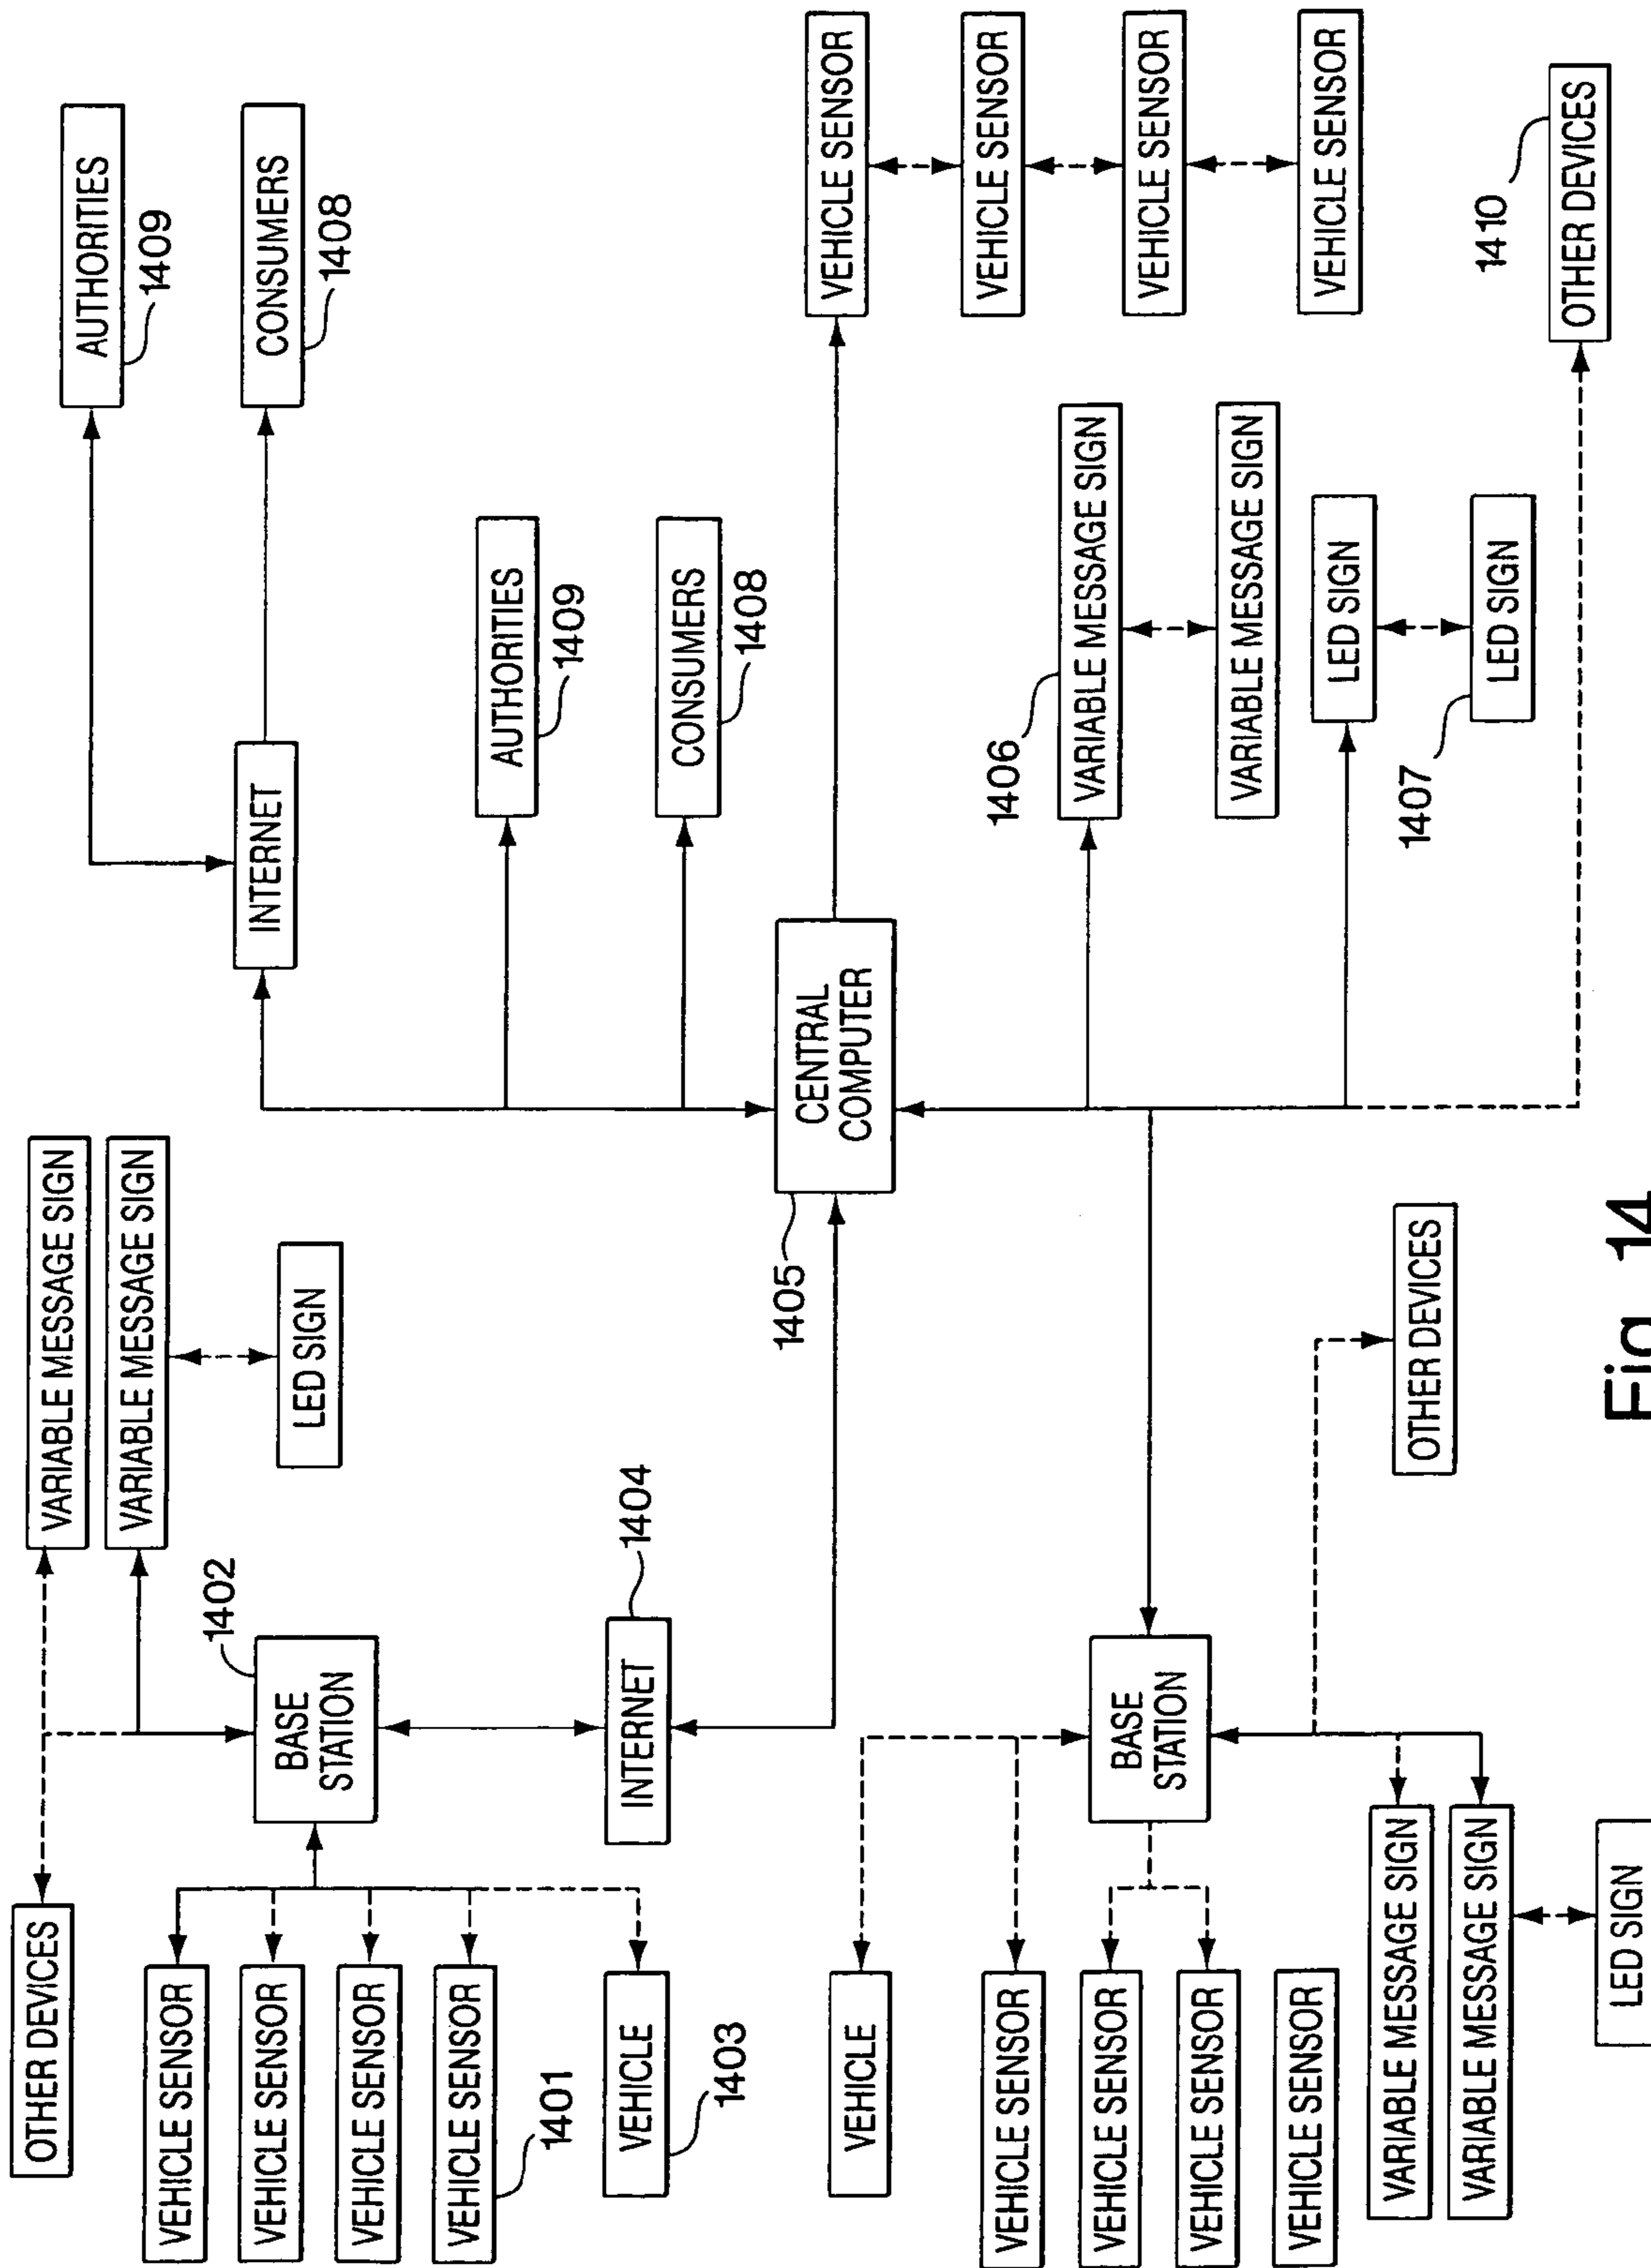 OTHER DEVICES
VARIABLE MESSAGE SIGN
AUTHORITIES
VARIABLE MESSAGE SIGN
1409
VEHICLE SENSOR
1402
VEHICLE SENSOR
BASE
STATION
LED SIGN
INTERNET
CONSUMERS
1408
VEHICLE SENSOR
VEHICLE SENSOR
1401
AUTHORITIES
1409
VEHICLE
1403
INTERNET
1404
CONSUMERS
1408
1405
CENTRAL
COMPUTER
VEHICLE SENSOR
VEHICLE
VEHICLE SENSOR
VEHICLE SENSOR
1406
VARIABLE MESSAGE SIGN
VEHICLE SENSOR
BASE
STATION
VEHICLE SENSOR
VEHICLE SENSOR
VARIABLE MESSAGE SIGN
VEHICLE SENSOR
VEHICLE SENSOR
LED SIGN
VARIABLE MESSAGE SIGN
OTHER DEVICES
1407
VARIABLE MESSAGE SIGN
LED SIGN
1410
OTHER DEVICES
LED SIGN
Fig. 14